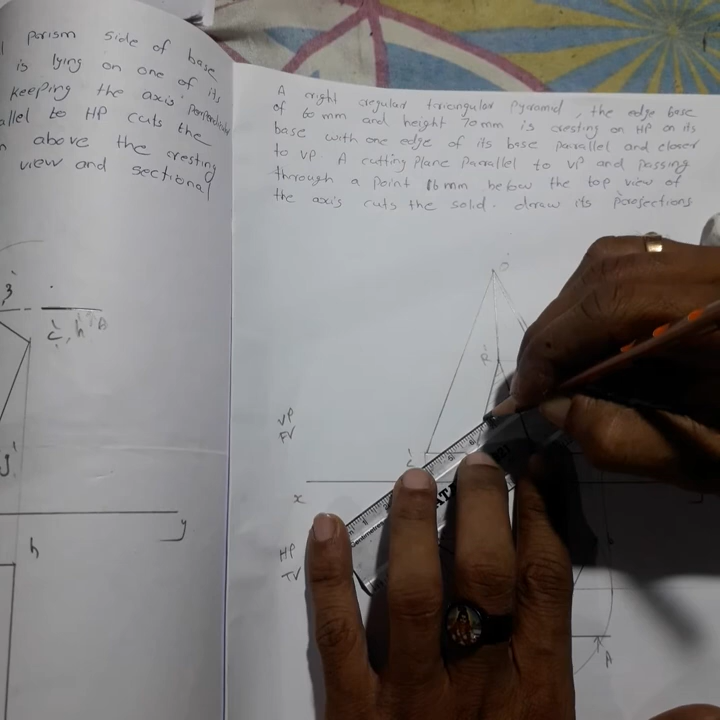 parism side of base
is lying on one of its
keeping the axis perpendicular
allel to HP cuts the
above the cresting
view and sectional
3'
c', h' A
g'
y
h
A right cregular toriangular Pyramid, the edge base
of 60 mm and height 70 mm is cresting on HP on its
base with one edge of its base parallel and closer
to VP. A cutting Plane Parallel to VP and passing
through a point 16 mm below the top view of
the axis cuts the solid. draw its porojections
o'
R'
VP
FV
c'
x
HP
TV
A